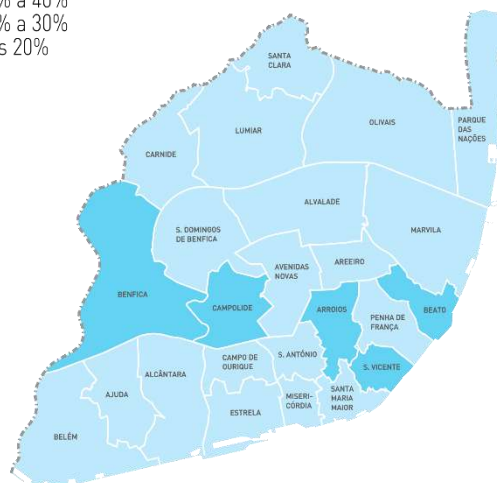 % a 40%
% a 30%
s 20%
SANTA
CLARA
LUMIAR
OLIVAIS
PARQUE
DAS
NAÇÕES
CARNIDE
ALVALADE
S. DOMINGOS
DE BENFICA
MARVILA
AVENIDAS
NOVAS
AREEIRO
BENFICA
CAMPOLIDE
ARROIOS
BEATO
PENHA DE
FRANÇA
CAMPO DE
OURIQUE
S. ANTÓNIO
S. VICENTE
ALCÂNTARA
AJUDA
MISERI-
CÓRDIA
SANTA
MARIA
MAIOR
ESTRELA
BELÉM